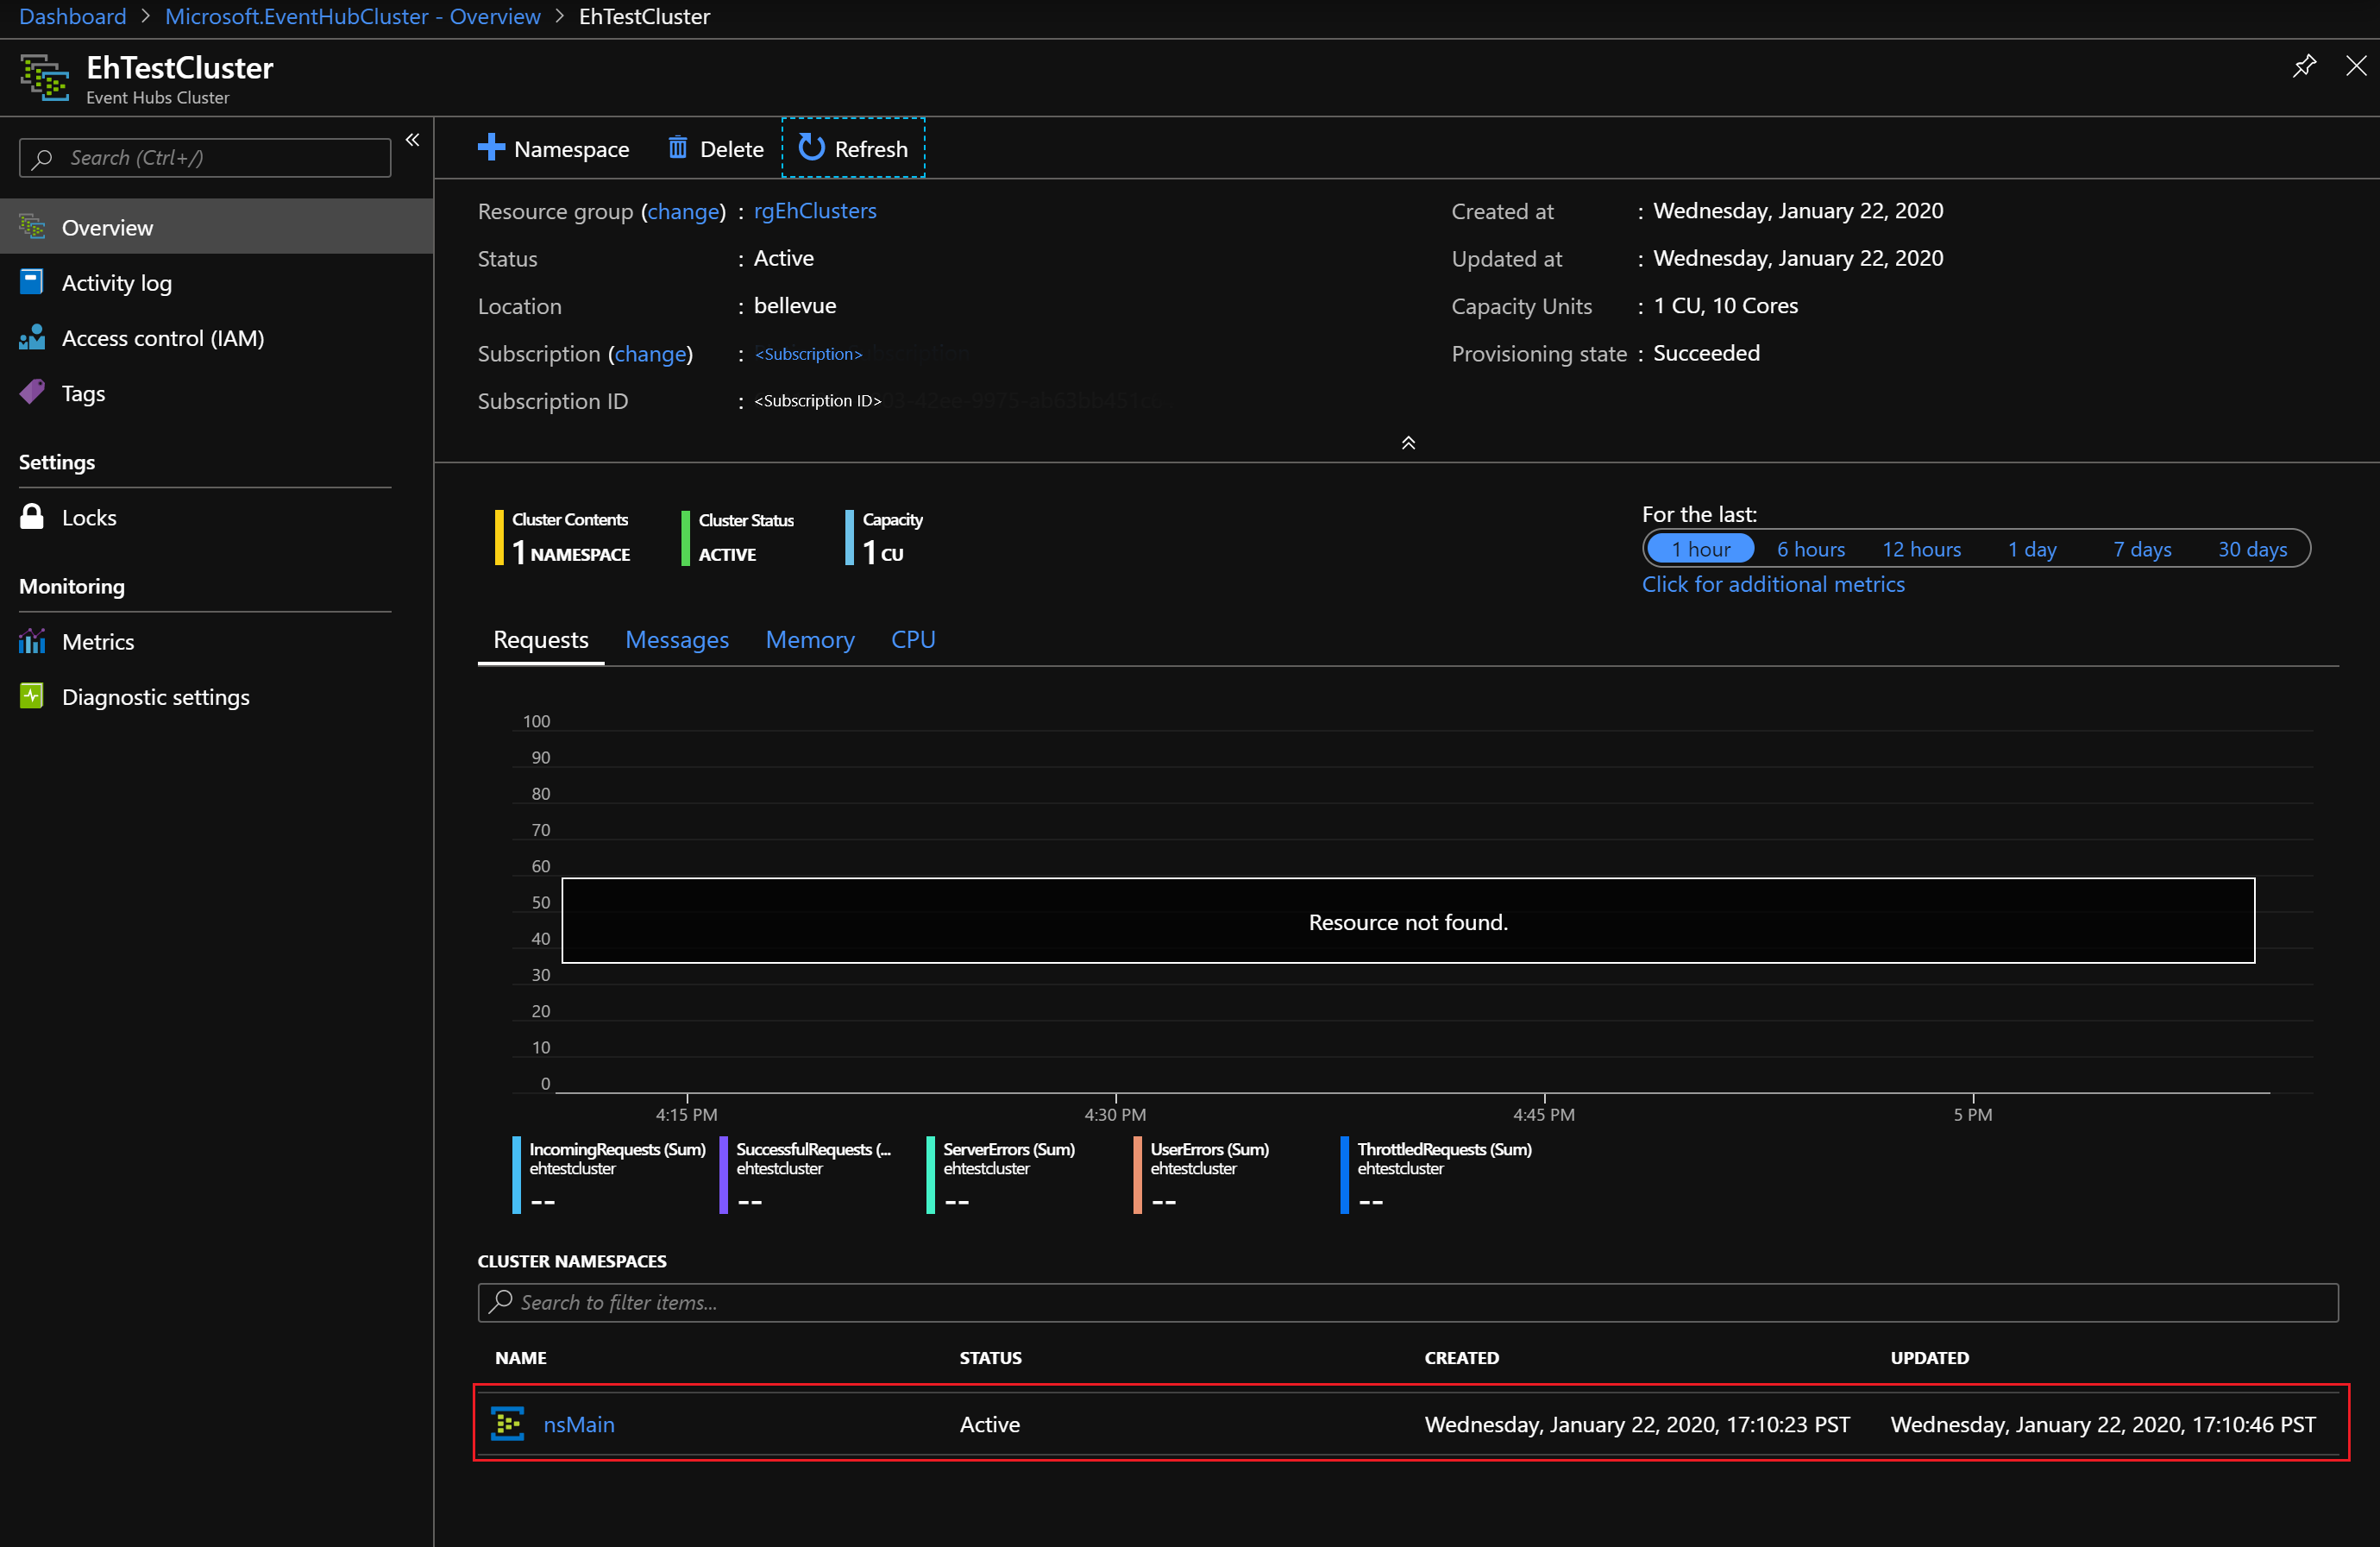 Dashboard > Microsoft.EventHubCluster - Overview > EhTestCluster
EhTestCluster
Event Hubs Cluster
Search (Ctrl+/)
Overview
Activity log
Access control (IAM)
Tags
Settings
Locks
Monitoring
Metrics
Diagnostic settings
Namespace Delete Refresh
Resource group (change) : rgEhClusters
Status : Active
Location : bellevue
Subscription (change) : <Subscription>
Subscription ID : <Subscription ID>
Created at : Wednesday, January 22, 2020
Updated at : Wednesday, January 22, 2020
Capacity Units : 1 CU, 10 Cores
Provisioning state : Succeeded
Cluster Contents
1 NAMESPACE
Cluster Status
ACTIVE
Capacity
1 CU
For the last:
1 hour 6 hours 12 hours 1 day 7 days 30 days
Click for additional metrics
Requests Messages Memory CPU
100
90
80
70
60
50
40
30
20
10
0
Resource not found.
4:15 PM 4:30 PM 4:45 PM 5 PM
IncomingRequests (Sum)
ehtestcluster
--
SuccessfulRequests (...
ehtestcluster
--
ServerErrors (Sum)
ehtestcluster
--
UserErrors (Sum)
ehtestcluster
--
ThrottledRequests (Sum)
ehtestcluster
--
CLUSTER NAMESPACES
Search to filter items...
NAME STATUS CREATED UPDATED
nsMain Active Wednesday, January 22, 2020, 17:10:23 PST Wednesday, January 22, 2020, 17:10:46 PST